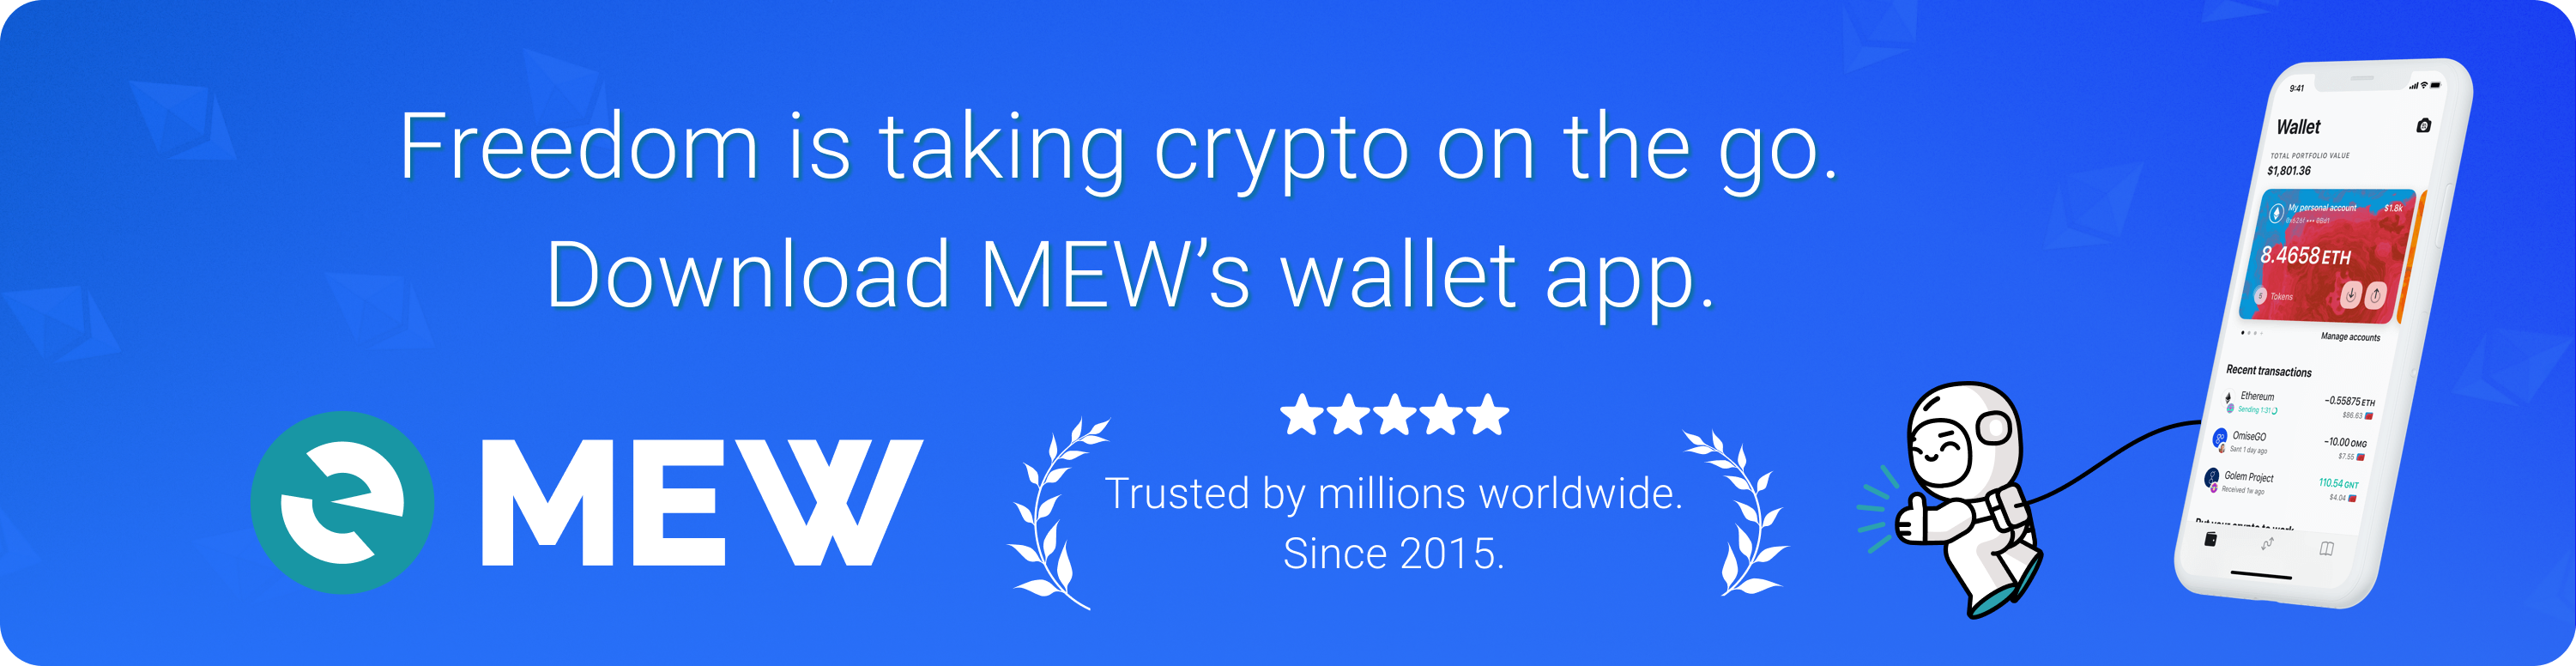 Freedom is taking crypto on the go.
Download MEW’s wallet app.
MEW
Trusted by millions worldwide.
Since 2015.
9:41
Wallet
TOTAL PORTFOLIO VALUE
$1,801.36
My personal account $1.8k
8.4658 ETH
Tokens
Manage accounts
Recent transactions
Ethereum −0.55875 ETH
Sending 1:31 $86.63
OmiseGO −10.00 OMG
Sent 1 day ago $7.55
Golem Project 110.54 GNT
Received 1w ago $4.04